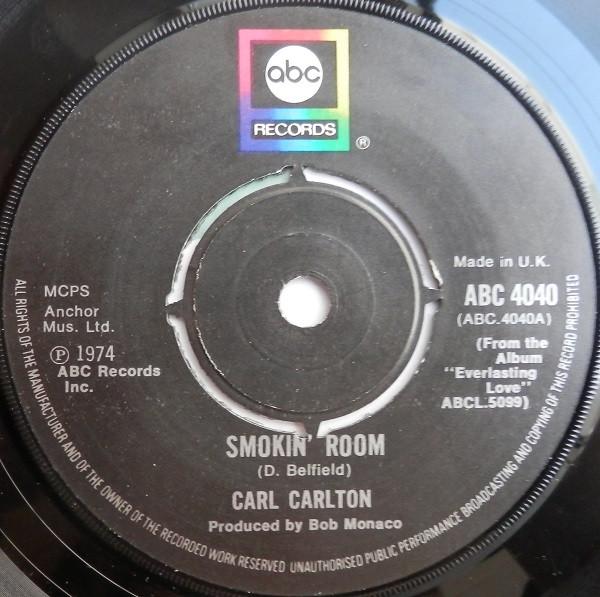 abc
RECORDS
®
MCPS
Anchor
Mus. Ltd.
Ⓟ 1974
ABC Records
Inc.
Made in U.K.
ABC 4040
(ABC.4040A)
(From the
Album
"Everlasting
Love"
ABCL.5099)
SMOKIN' ROOM
(D. Belfield)
CARL CARLTON
Produced by Bob Monaco
ALL RIGHTS OF THE MANUFACTURER AND OF THE OWNER OF THE RECORDED WORK RESERVED UNAUTHORISED PUBLIC PERFORMANCE BROADCASTING AND COPYING OF THIS RECORD PROHIBITED